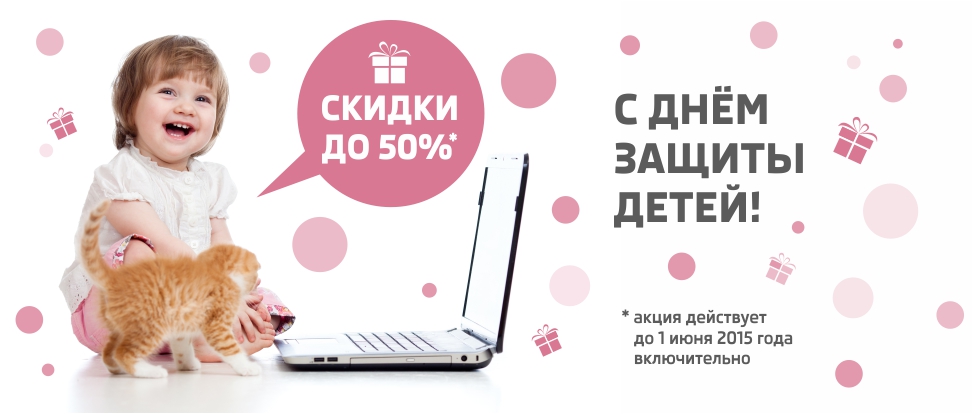 СКИДКИ
ДО 50%*
С ДНЁМ
ЗАЩИТЫ
ДЕТЕЙ!
* акция действует
до 1 июня 2015 года
включительно